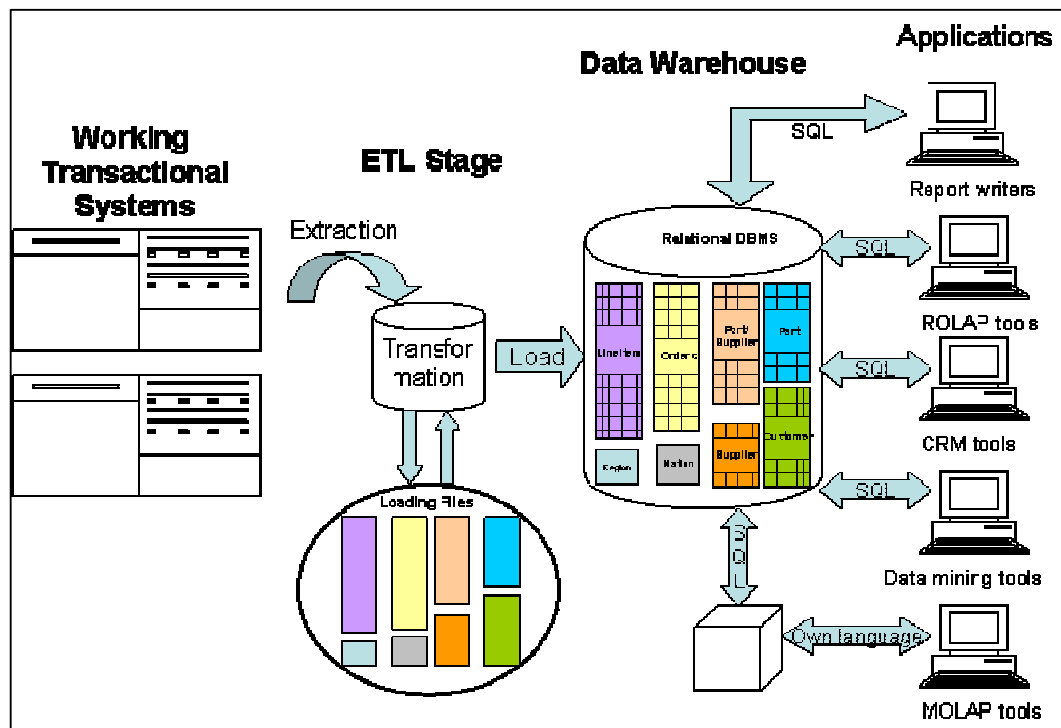 Working
Transactional
Systems
ETL Stage
Data Warehouse
Applications
Extraction
Transfor
mation
Load
Loading Files
Relational DBMS
LineItem
Orders
Part/
Supplier
Part
Customer
Supplier
Region
Nation
SQL
Report writers
SQL
ROLAP tools
SQL
CRM tools
SQL
Data mining tools
SQL
Own language
MOLAP tools